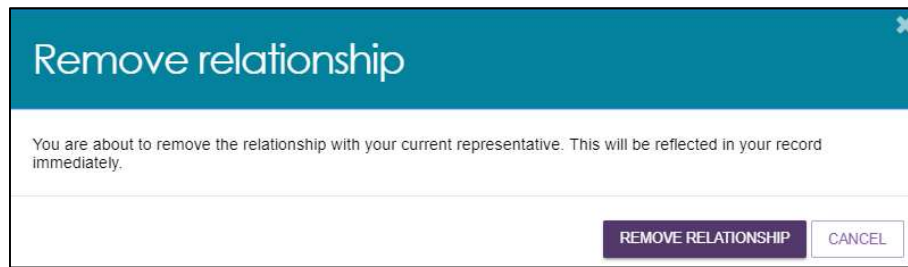 Remove relationship
You are about to remove the relationship with your current representative. This will be reflected in your record
immediately.
REMOVE RELATIONSHIP CANCEL